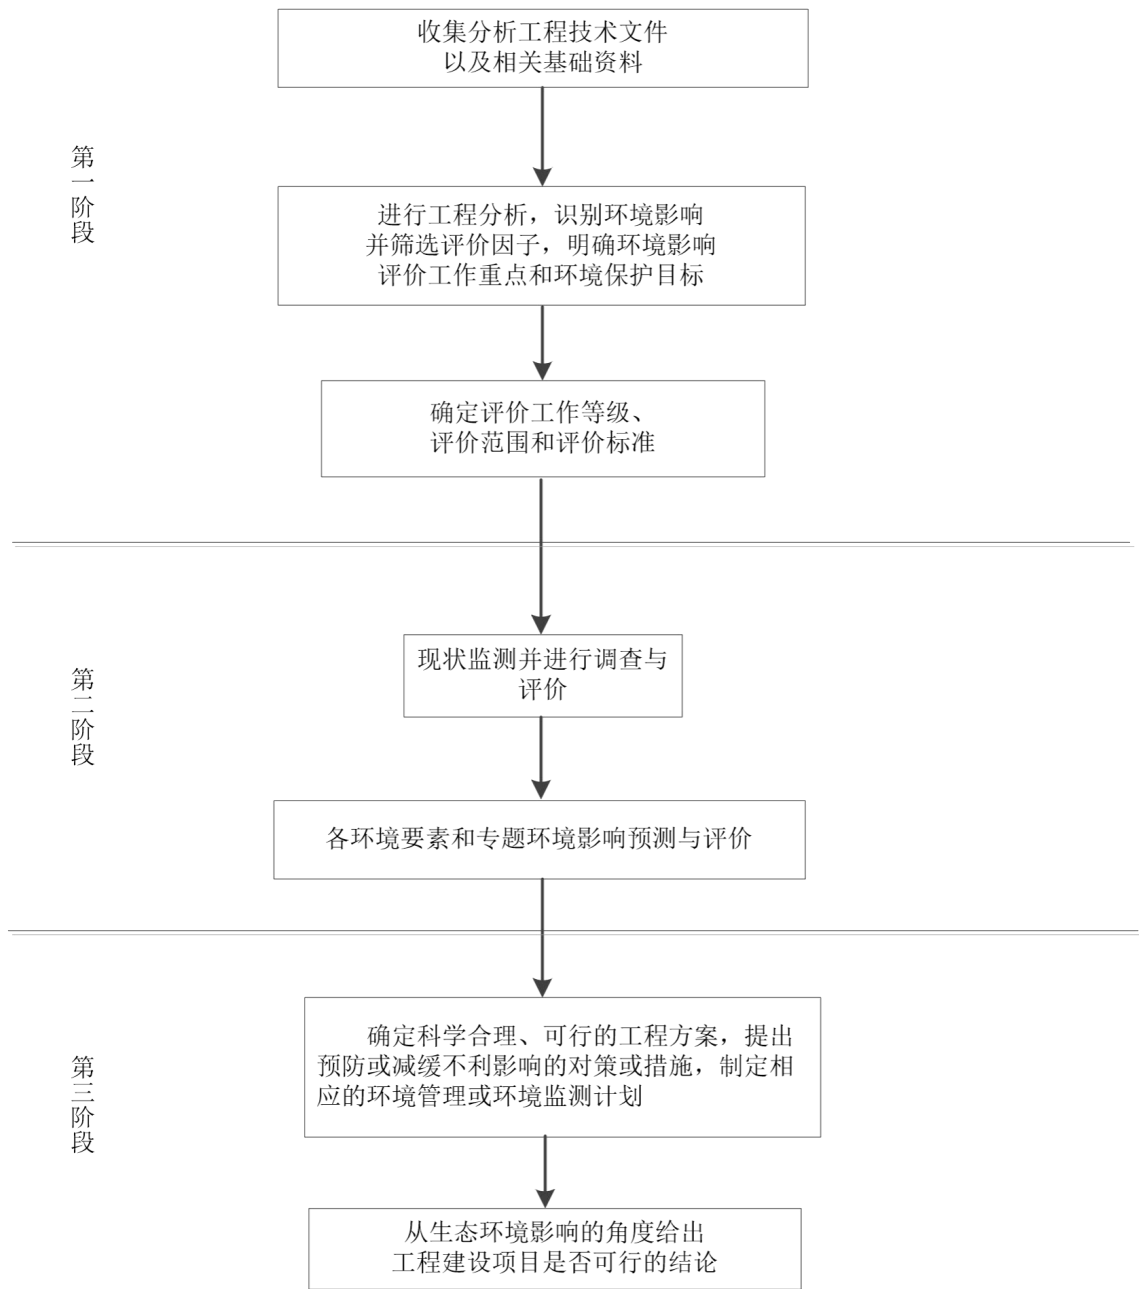 收集分析工程技术文件
以及相关基础资料
第一阶段
进行工程分析，识别环境影响
并筛选评价因子，明确环境影响
评价工作重点和环境保护目标
确定评价工作等级、
评价范围和评价标准
第二阶段
现状监测并进行调查与
评价
各环境要素和专题环境影响预测与评价
第三阶段
确定科学合理、可行的工程方案，提出
预防或减缓不利影响的对策或措施，制定相
应的环境管理或环境监测计划
从生态环境影响的角度给出
工程建设项目是否可行的结论